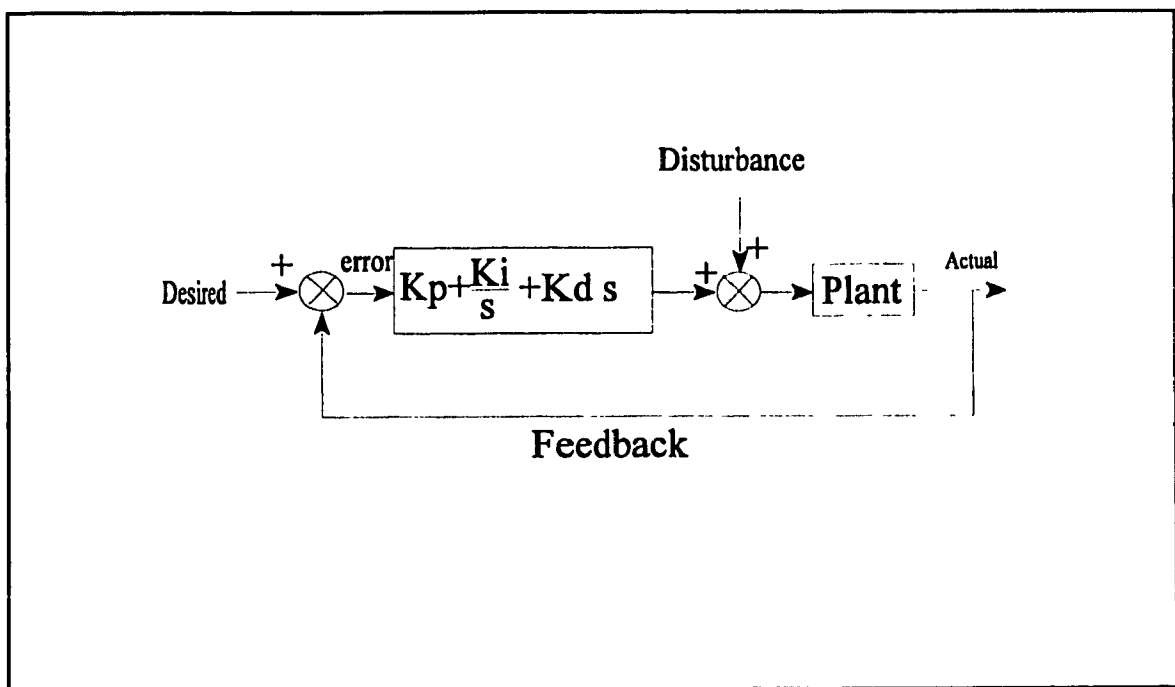 Disturbance
+
+ error Kp+Ki/s +Kd s + Plant Actual
Desired
Feedback